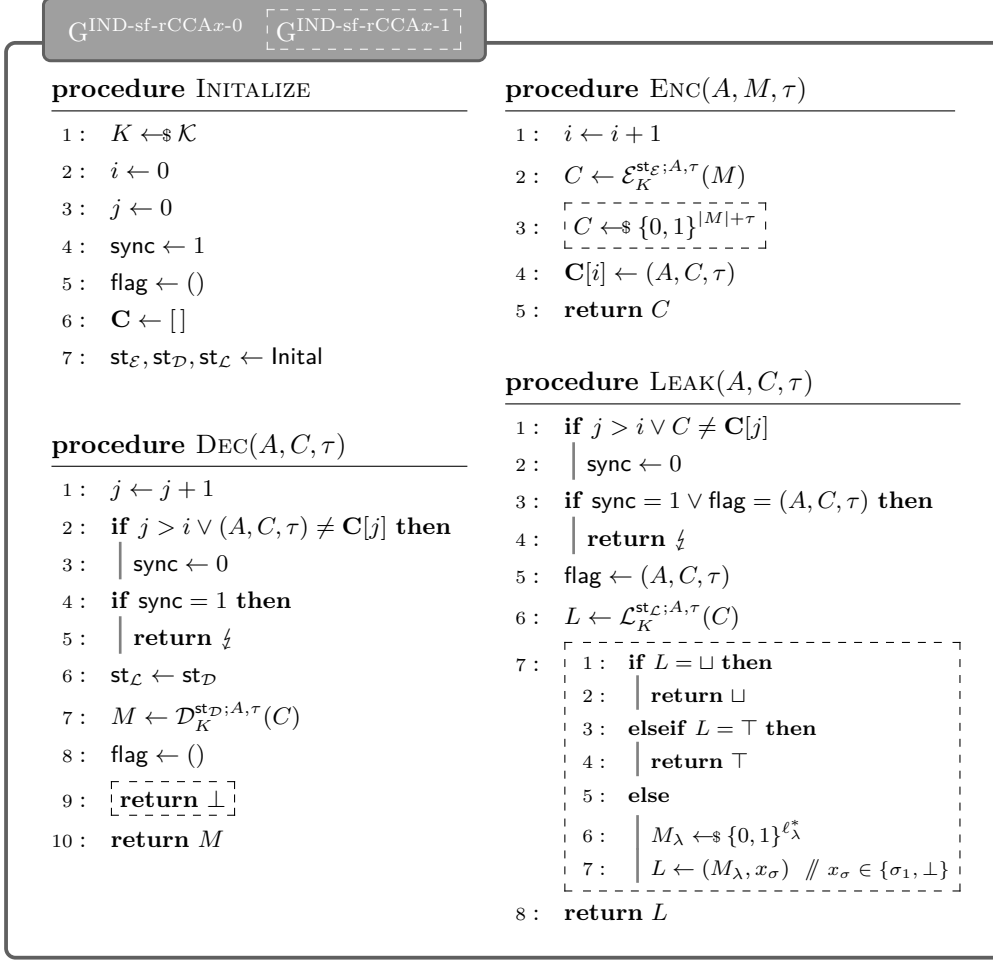 G^{IND-sf-rCCAx-0} G^{IND-sf-rCCAx-1}
procedure INITALIZE
1 : K ←$ 𝒦
2 : i ← 0
3 : j ← 0
4 : sync ← 1
5 : flag ← ()
6 : C ← []
7 : st_ℰ, st_𝒟, st_ℒ ← Inital
procedure DEC(A, C, τ)
1 : j ← j + 1
2 : if j > i ∨ (A, C, τ) ≠ C[j] then
3 : sync ← 0
4 : if sync = 1 then
5 : return ↯
6 : st_ℒ ← st_𝒟
7 : M ← 𝒟_K^{st_𝒟;A,τ}(C)
8 : flag ← ()
9 : return ⊥
10 : return M
procedure ENC(A, M, τ)
1 : i ← i + 1
2 : C ← ℰ_K^{st_ℰ;A,τ}(M)
3 : C ←$ {0, 1}^{|M|+τ}
4 : C[i] ← (A, C, τ)
5 : return C
procedure LEAK(A, C, τ)
1 : if j > i ∨ C ≠ C[j]
2 : sync ← 0
3 : if sync = 1 ∨ flag = (A, C, τ) then
4 : return ↯
5 : flag ← (A, C, τ)
6 : L ← ℒ_K^{st_ℒ;A,τ}(C)
7 : 1 : if L = ⊔ then
2 : return ⊔
3 : elseif L = ⊤ then
4 : return ⊤
5 : else
6 : M_λ ←$ {0, 1}^{ℓ*_λ}
7 : L ← (M_λ, x_σ) // x_σ ∈ {σ_1, ⊥}
8 : return L